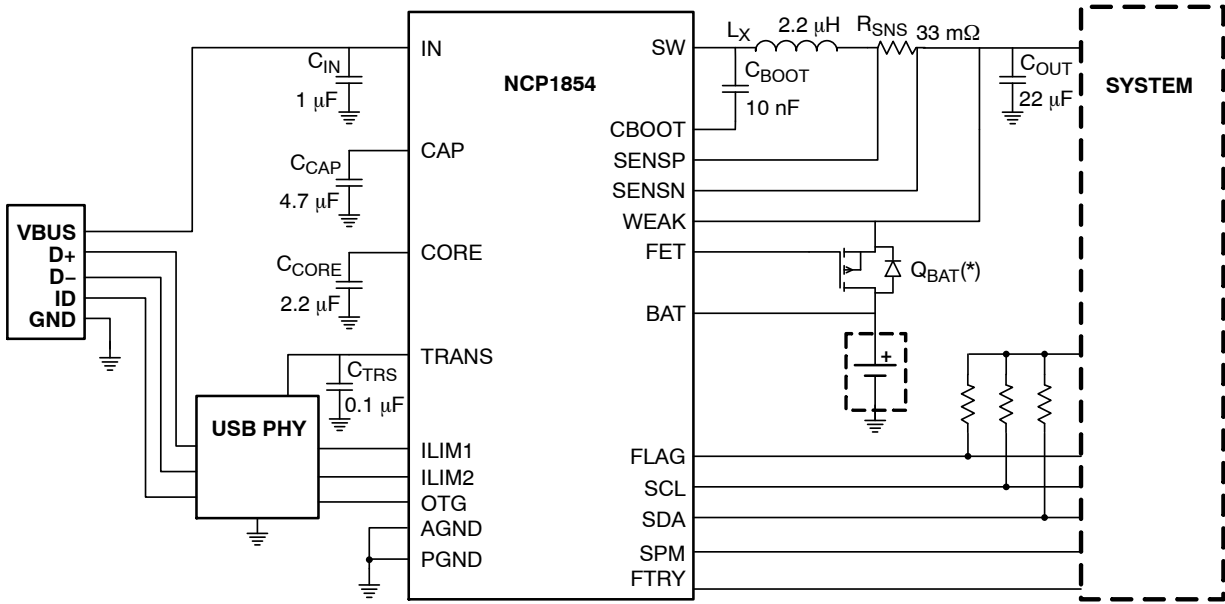 IN
C_IN
1 μF
CAP
C_CAP
4.7 μF
CORE
C_CORE
2.2 μF
TRANS
C_TRS
0.1 μF
VBUS
D+
D−
ID
GND
USB PHY
ILIM1
ILIM2
OTG
AGND
PGND
NCP1854
SW
CBOOT
SENSP
SENSN
WEAK
FET
BAT
FLAG
SCL
SDA
SPM
FTRY
L_X
2.2 μH
R_SNS
33 mΩ
C_BOOT
10 nF
C_OUT
22 μF
Q_BAT(*)
+
SYSTEM